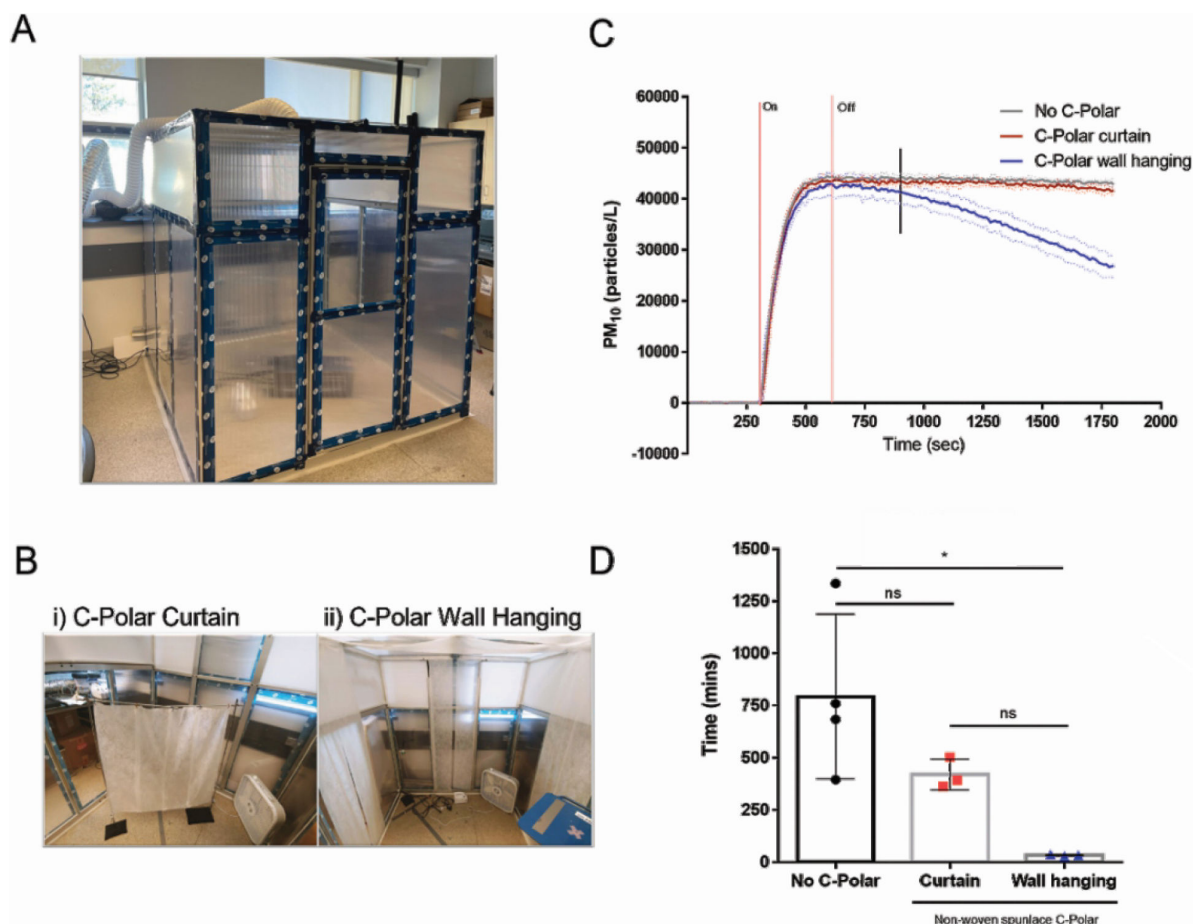 A
B
i) C-Polar Curtain
ii) C-Polar Wall Hanging
C
On
Off
No C-Polar
C-Polar curtain
C-Polar wall hanging
60000
50000
40000
30000
20000
10000
0
-10000
PM10 (particles/L)
250
500
750
1000
1250
1500
1750
2000
Time (sec)
D
1500
1250
1000
750
500
250
0
Time (mins)
*
ns
ns
No C-Polar
Curtain
Wall hanging
Non-woven spunlace C-Polar